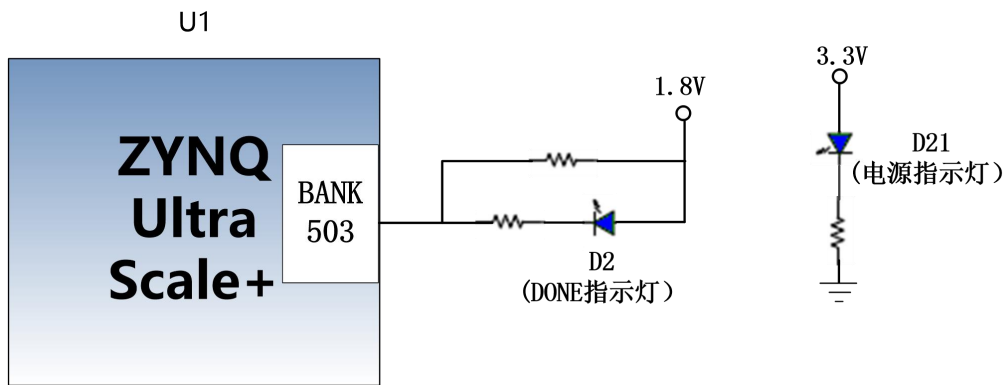 U1
ZYNQ
Ultra
Scale+
BANK
503
1.8V
D2
(DONE指示灯)
3.3V
D21
(电源指示灯)